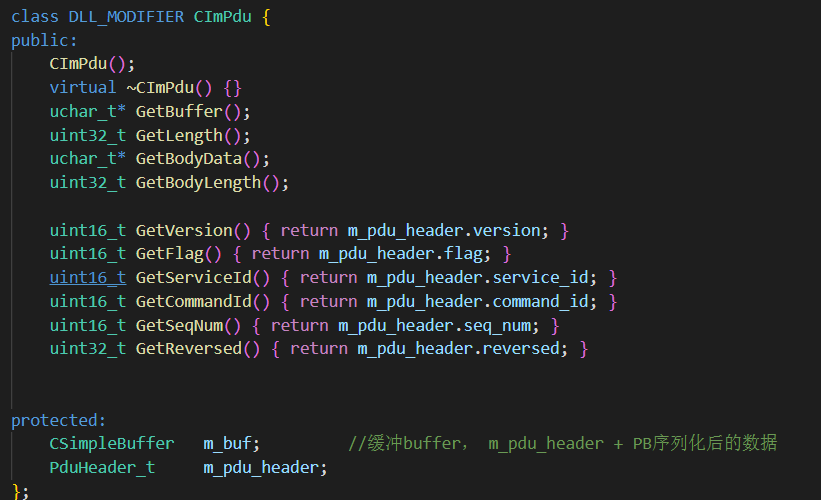 class DLL_MODIFIER CImPdu {
public:
    CImPdu();
    virtual ~CImPdu() {}
    uchar_t* GetBuffer();
    uint32_t GetLength();
    uchar_t* GetBodyData();
    uint32_t GetBodyLength();

    uint16_t GetVersion() { return m_pdu_header.version; }
    uint16_t GetFlag() { return m_pdu_header.flag; }
    uint16_t GetServiceId() { return m_pdu_header.service_id; }
    uint16_t GetCommandId() { return m_pdu_header.command_id; }
    uint16_t GetSeqNum() { return m_pdu_header.seq_num; }
    uint32_t GetReversed() { return m_pdu_header.reversed; }

protected:
    CSimpleBuffer   m_buf;         //缓冲buffer， m_pdu_header + PB序列化后的数据
    PduHeader_t     m_pdu_header;
};